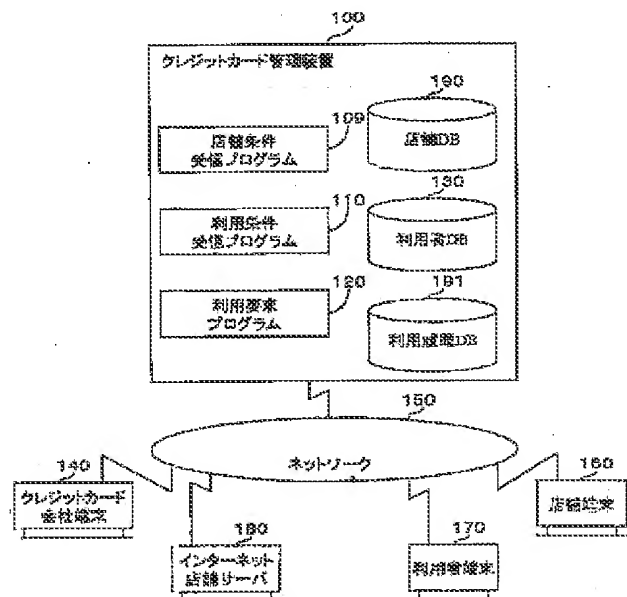 100
クレジットカード管理装置
190
109
店舗条件
受信プログラム
店舗DB
130
110
利用条件
受信プログラム
利用者DB
120
191
利用要求
プログラム
利用成績DB
150
ネットワーク
140
クレジットカード
会社端末
160
店舗端末
180
インターネット
店舗サーバ
170
利用者端末